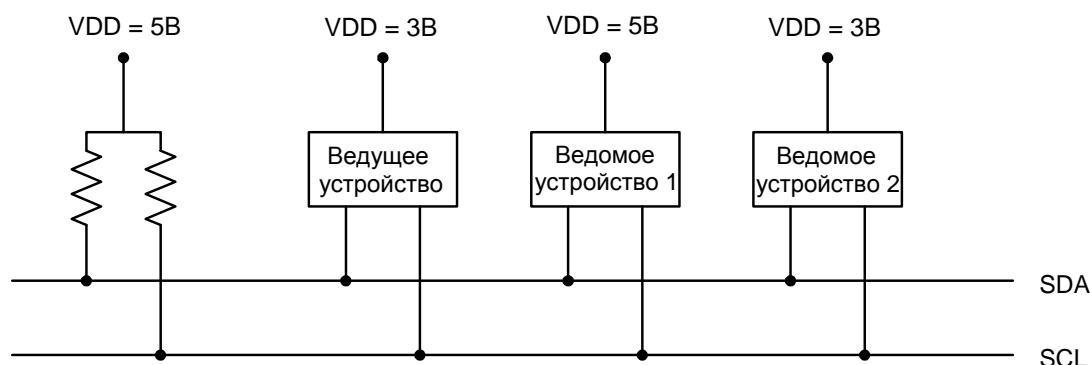 VDD = 5В
VDD = 3В
VDD = 5В
VDD = 3В
Ведущее
устройство
Ведомое
устройство 1
Ведомое
устройство 2
SDA
SCL